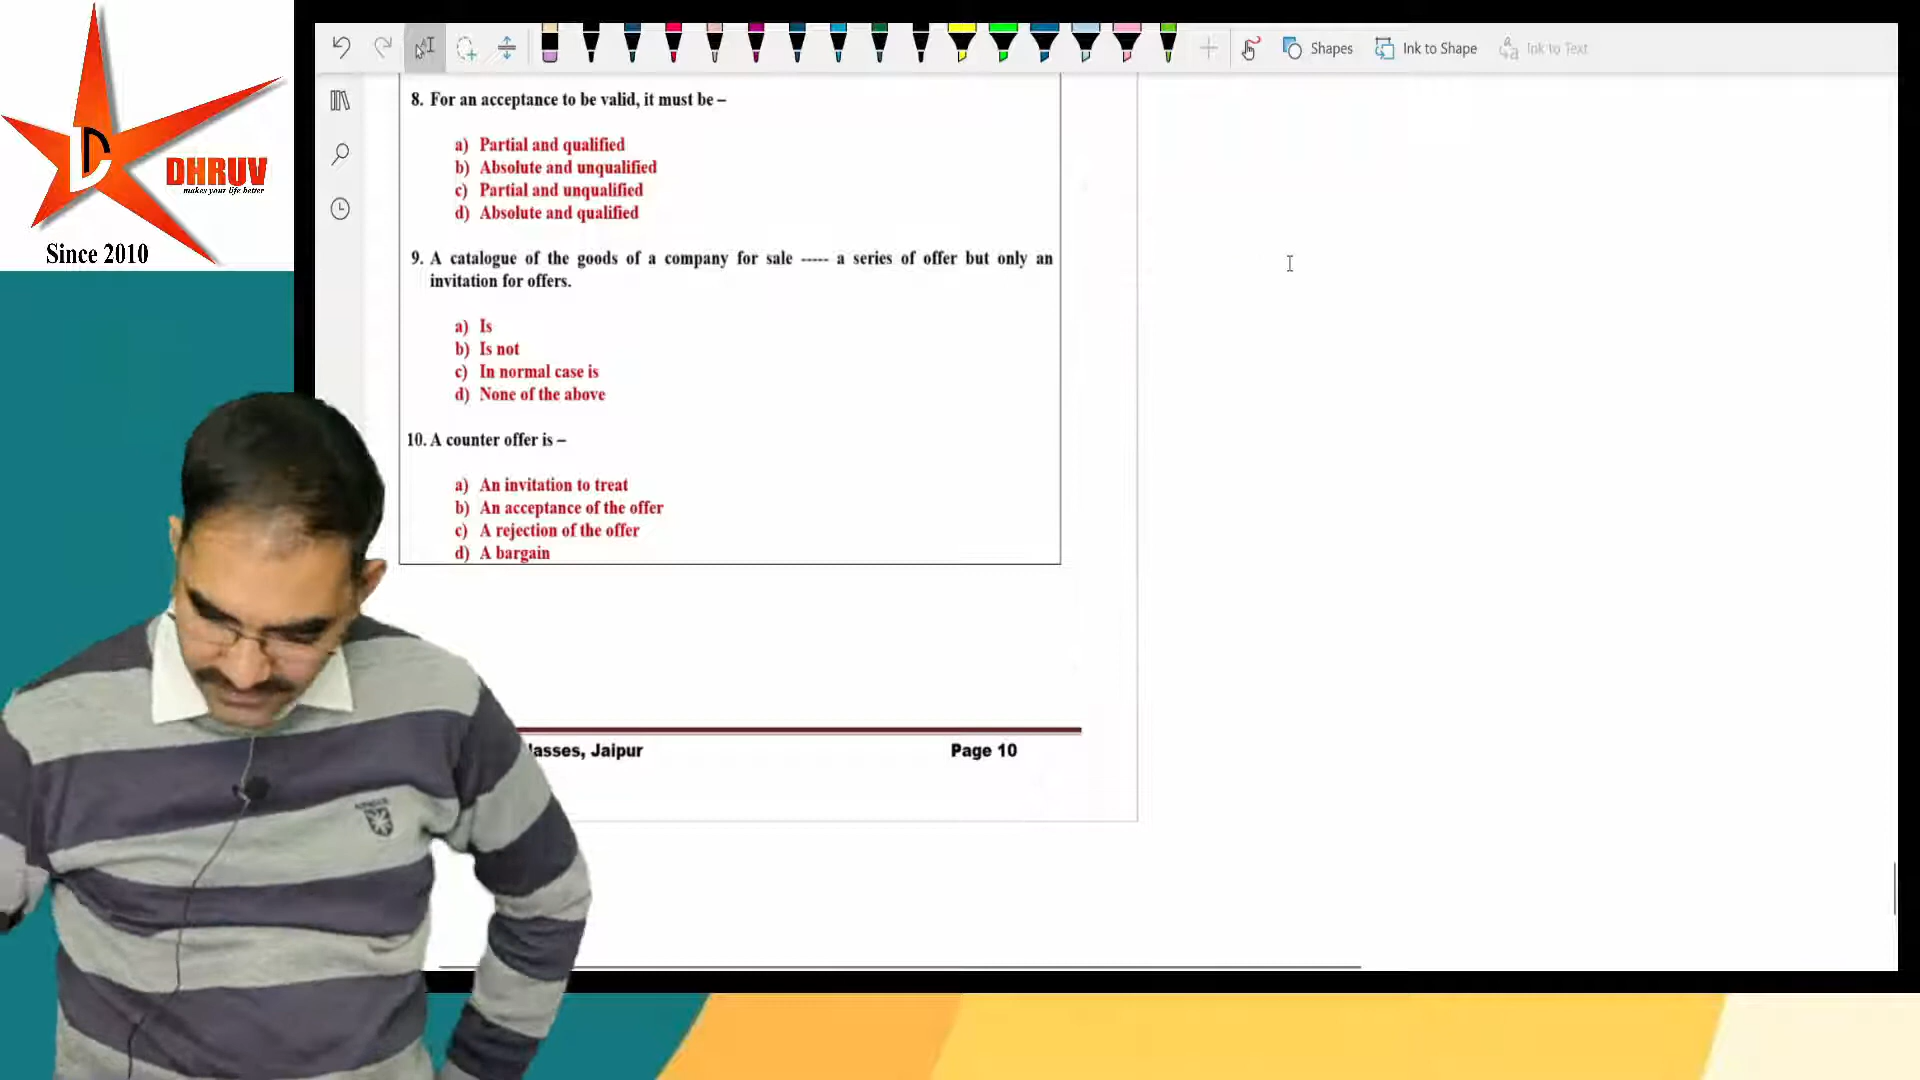 DC
DHRUV
makes your life better
Since 2010
Shapes
Ink to Shape
Ink to Text
8. For an acceptance to be valid, it must be –
a) Partial and qualified
b) Absolute and unqualified
c) Partial and unqualified
d) Absolute and qualified
9. A catalogue of the goods of a company for sale ----- a series of offer but only an
invitation for offers.
a) Is
b) Is not
c) In normal case is
d) None of the above
10. A counter offer is –
a) An invitation to treat
b) An acceptance of the offer
c) A rejection of the offer
d) A bargain
lasses, Jaipur
Page 10